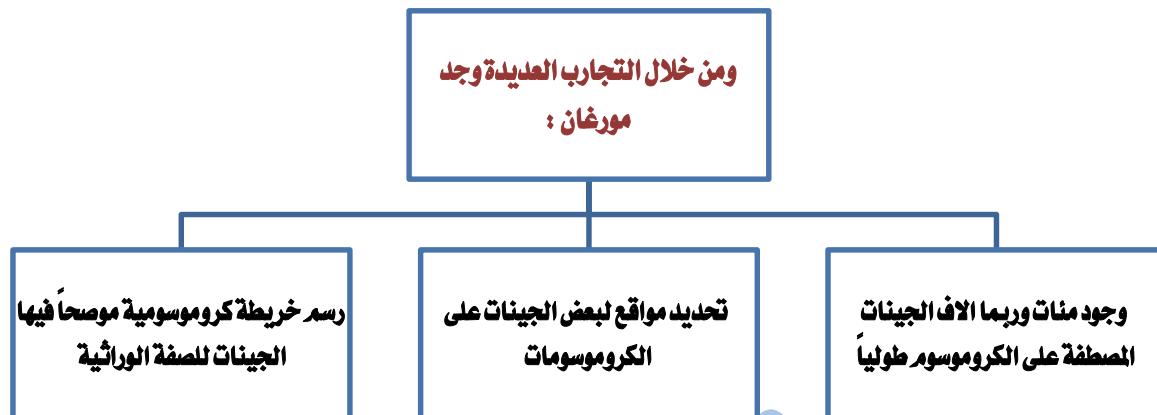 ومن خلال التجارب العديدة وجد
مورغان :
وجود مئات وربما الاف الجينات
المصطفة على الكروموسوم طولياً
تحديد مواقع لبعض الجينات على
الكروموسومات
رسم خريطة كروموسومية موصحاً فيها
الجينات للصفة الوراثية